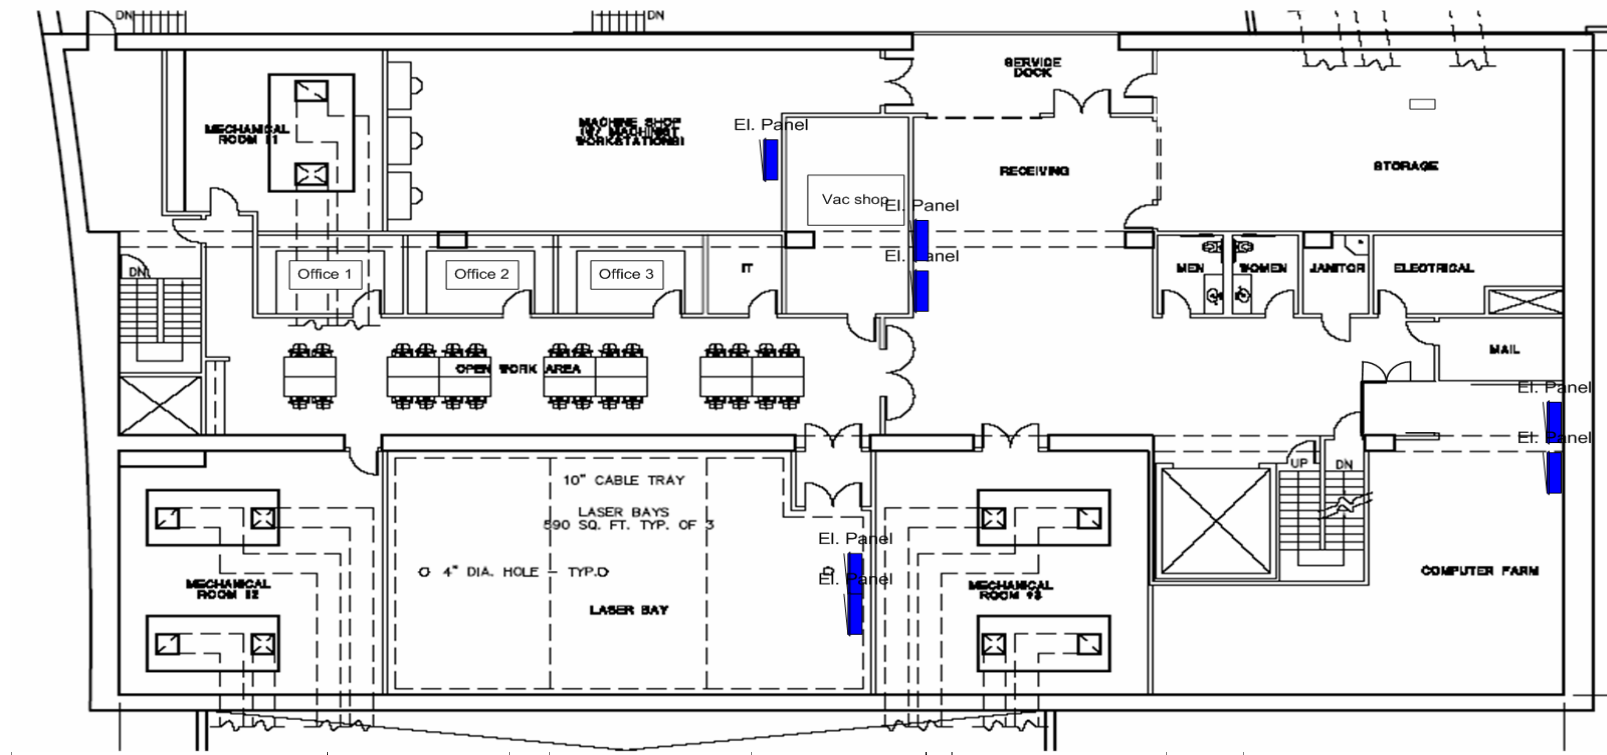 DN
DN
SERVICE
DOCK
MECHANICAL
ROOM #1
MACHINE SHOP
(W/ MACHINIST
WORKSTATIONS)
El. Panel
RECEIVING
STORAGE
Vac shop
El. Panel
El. Panel
DN
Office 1
Office 2
Office 3
IT
MEN
WOMEN
JANITOR
ELECTRICAL
MAIL
OPEN WORK AREA
El. Panel
El. Panel
UP
DN
10" CABLE TRAY
LASER BAYS
590 SQ. FT. TYP. OF 3
El. Panel
El. Panel
4" DIA. HOLE - TYP.
MECHANICAL
ROOM #2
LASER BAY
MECHANICAL
ROOM #3
COMPUTER FARM